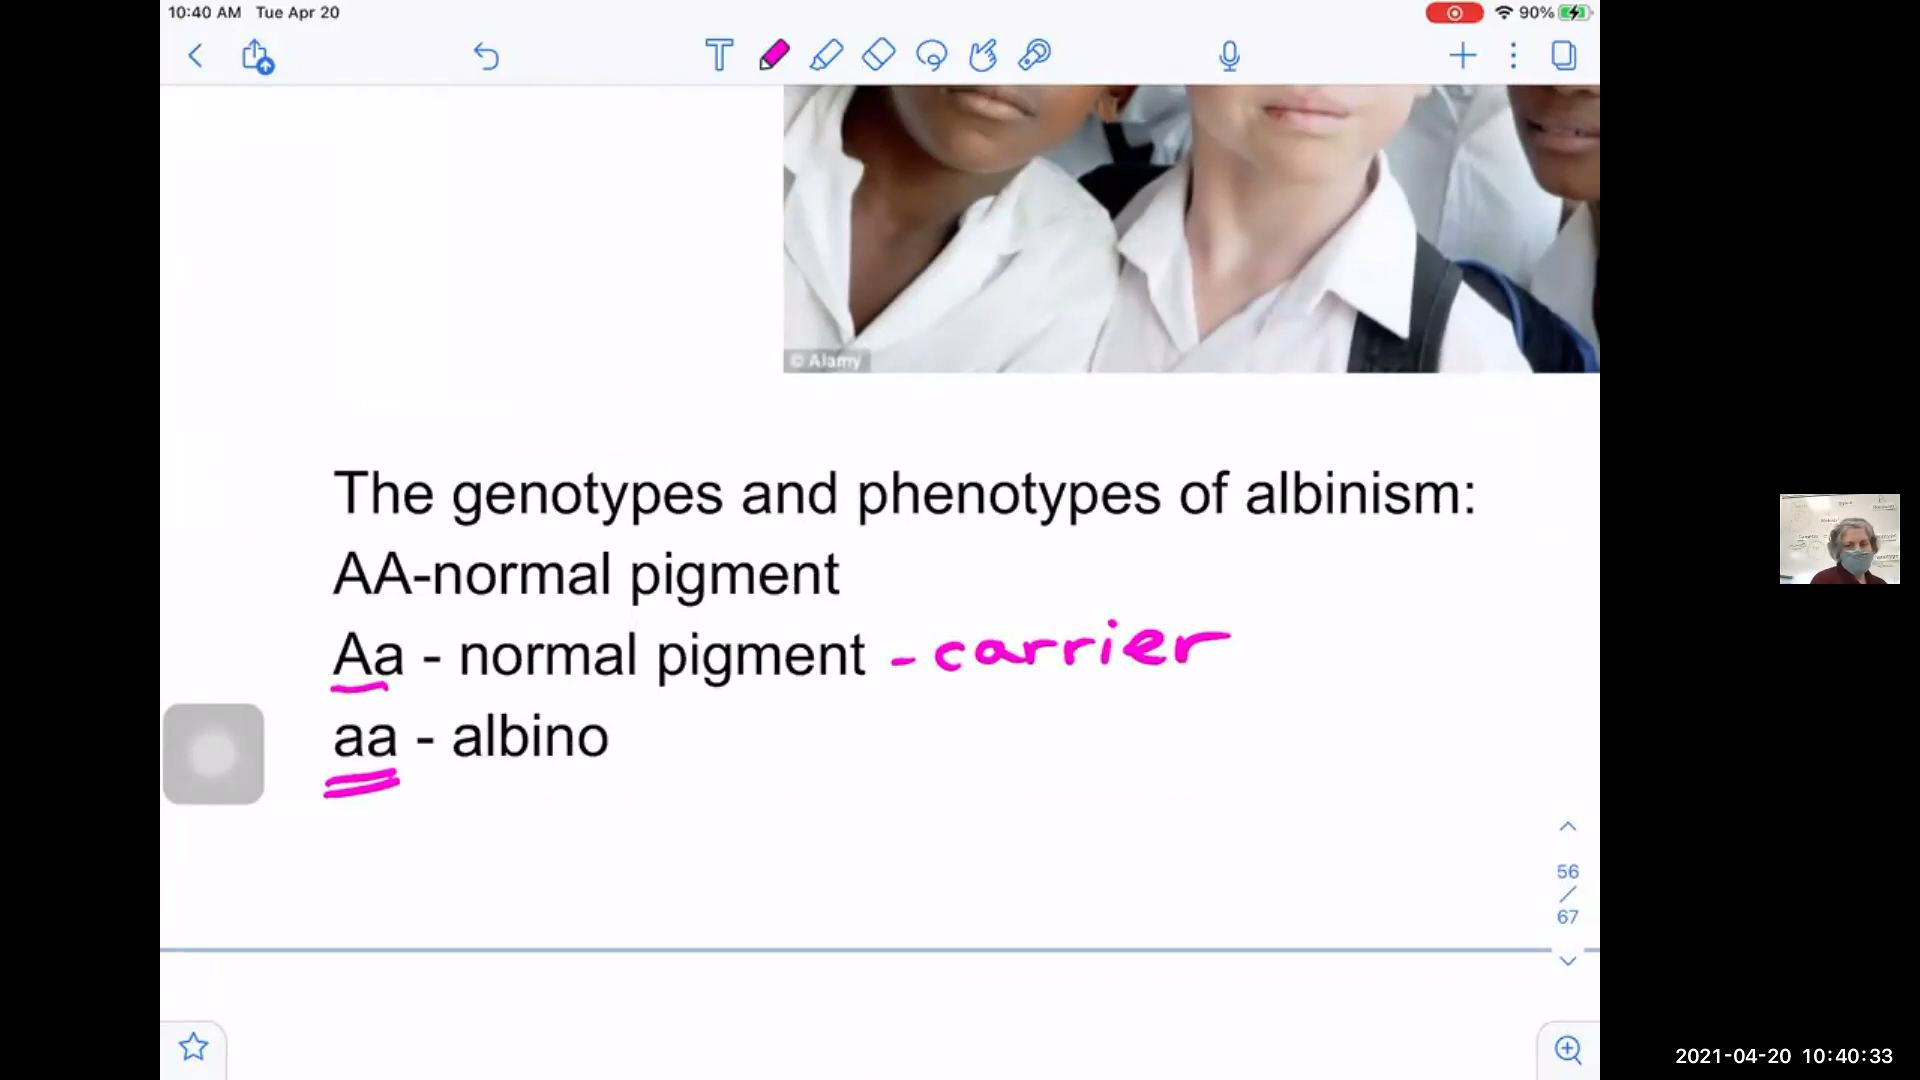 10:40 AM Tue Apr 20
90%
© Alamy
The genotypes and phenotypes of albinism:
AA-normal pigment
Aa - normal pigment - carrier
aa - albino
56
/
67
2021-04-20 10:40:33